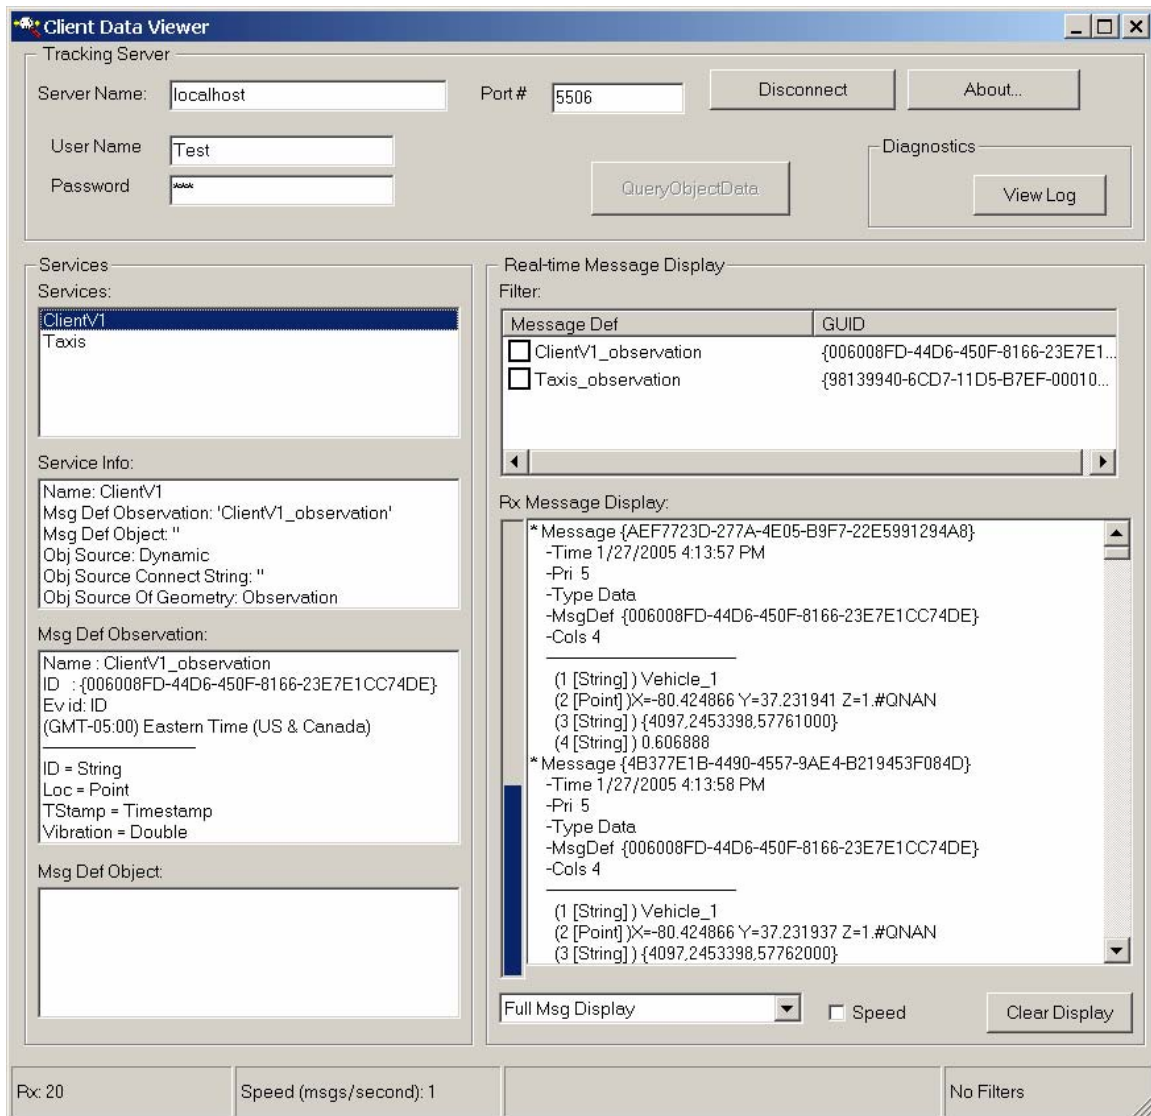 Client Data Viewer
Tracking Server
Server Name: localhost Port # 5506 Disconnect About...
User Name Test
Password ****
QueryObjectData
Diagnostics
View Log
Services
Services:
ClientV1
Taxis
Service Info:
Name: ClientV1
Msg Def Observation: 'ClientV1_observation'
Msg Def Object: ''
Obj Source: Dynamic
Obj Source Connect String: ''
Obj Source Of Geometry: Observation
Msg Def Observation:
Name : ClientV1_observation
ID : {006008FD-44D6-450F-8166-23E7E1CC74DE}
Ev id: ID
(GMT-05:00) Eastern Time (US & Canada)
ID = String
Loc = Point
TStamp = Timestamp
Vibration = Double
Msg Def Object:
Real-time Message Display
Filter:
Message Def GUID
ClientV1_observation {006008FD-44D6-450F-8166-23E7E1...
Taxis_observation {98139940-6CD7-11D5-B7EF-00010...
Rx Message Display:
* Message {AEF7723D-277A-4E05-B9F7-22E5991294A8}
-Time 1/27/2005 4:13:57 PM
-Pri 5
-Type Data
-MsgDef {006008FD-44D6-450F-8166-23E7E1CC74DE}
-Cols 4
(1 [String] ) Vehicle_1
(2 [Point] )X=-80.424866 Y=37.231941 Z=1.#QNAN
(3 [String] ) {4097,2453398,57761000}
(4 [String] ) 0.606888
* Message {4B377E1B-4490-4557-9AE4-B219453F084D}
-Time 1/27/2005 4:13:58 PM
-Pri 5
-Type Data
-MsgDef {006008FD-44D6-450F-8166-23E7E1CC74DE}
-Cols 4
(1 [String] ) Vehicle_1
(2 [Point] )X=-80.424866 Y=37.231937 Z=1.#QNAN
(3 [String] ) {4097,2453398,57762000}
Full Msg Display Speed Clear Display
Rx: 20 Speed (msgs/second): 1 No Filters